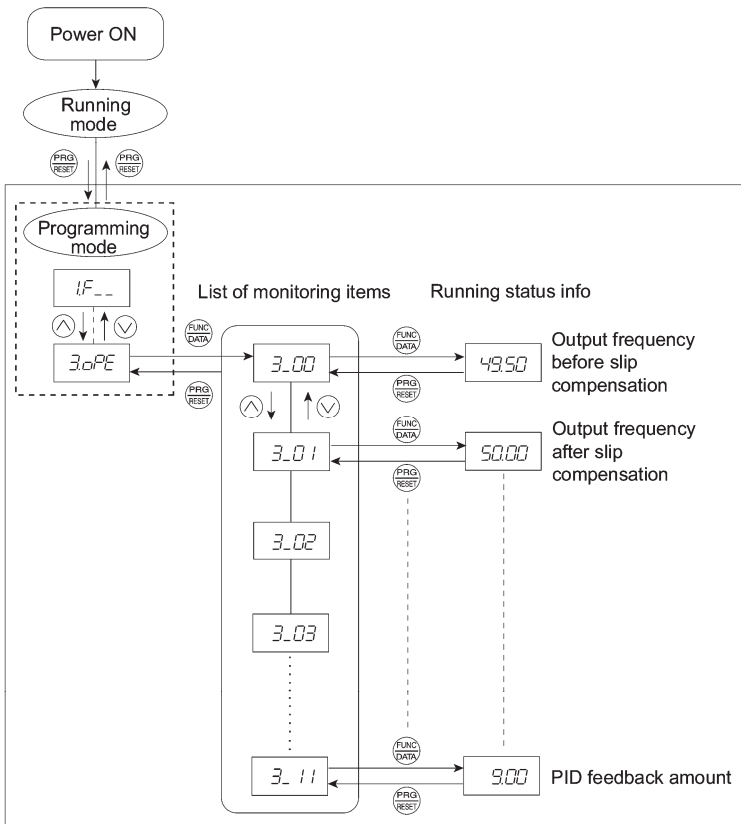 Power ON
Running
mode
PRG
RESET
PRG
RESET
Programming
mode
1.F_ _
3.oPE
FUNC
DATA
PRG
RESET
List of monitoring items
Running status info
3_00
FUNC
DATA
PRG
RESET
49.50
Output frequency
before slip
compensation
3_01
FUNC
DATA
PRG
RESET
50.00
Output frequency
after slip
compensation
3_02
3_03
3_11
FUNC
DATA
PRG
RESET
9.00
PID feedback amount